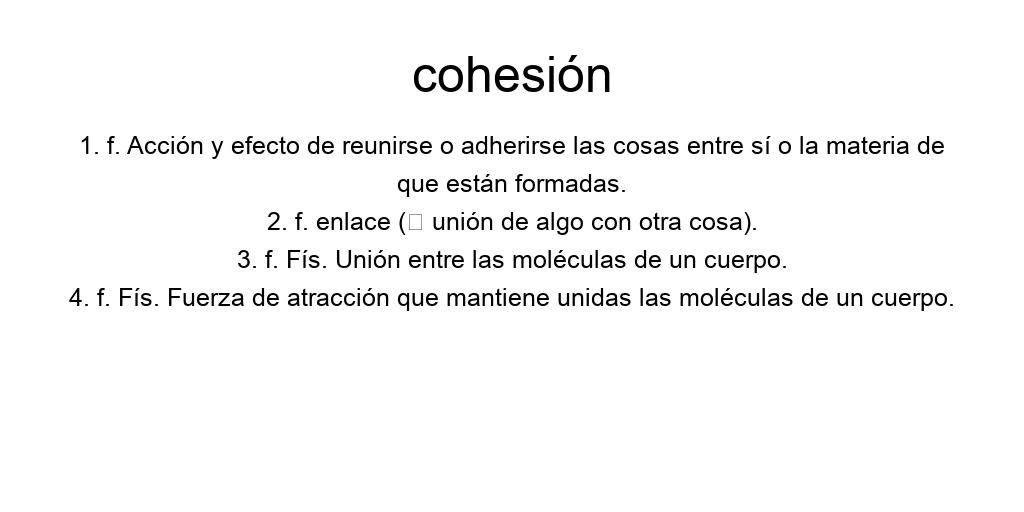 cohesión
1. f. Acción y efecto de reunirse o adherirse las cosas entre sí o la materia de
que están formadas.
2. f. enlace (□ unión de algo con otra cosa).
3. f. Fís. Unión entre las moléculas de un cuerpo.
4. f. Fís. Fuerza de atracción que mantiene unidas las moléculas de un cuerpo.